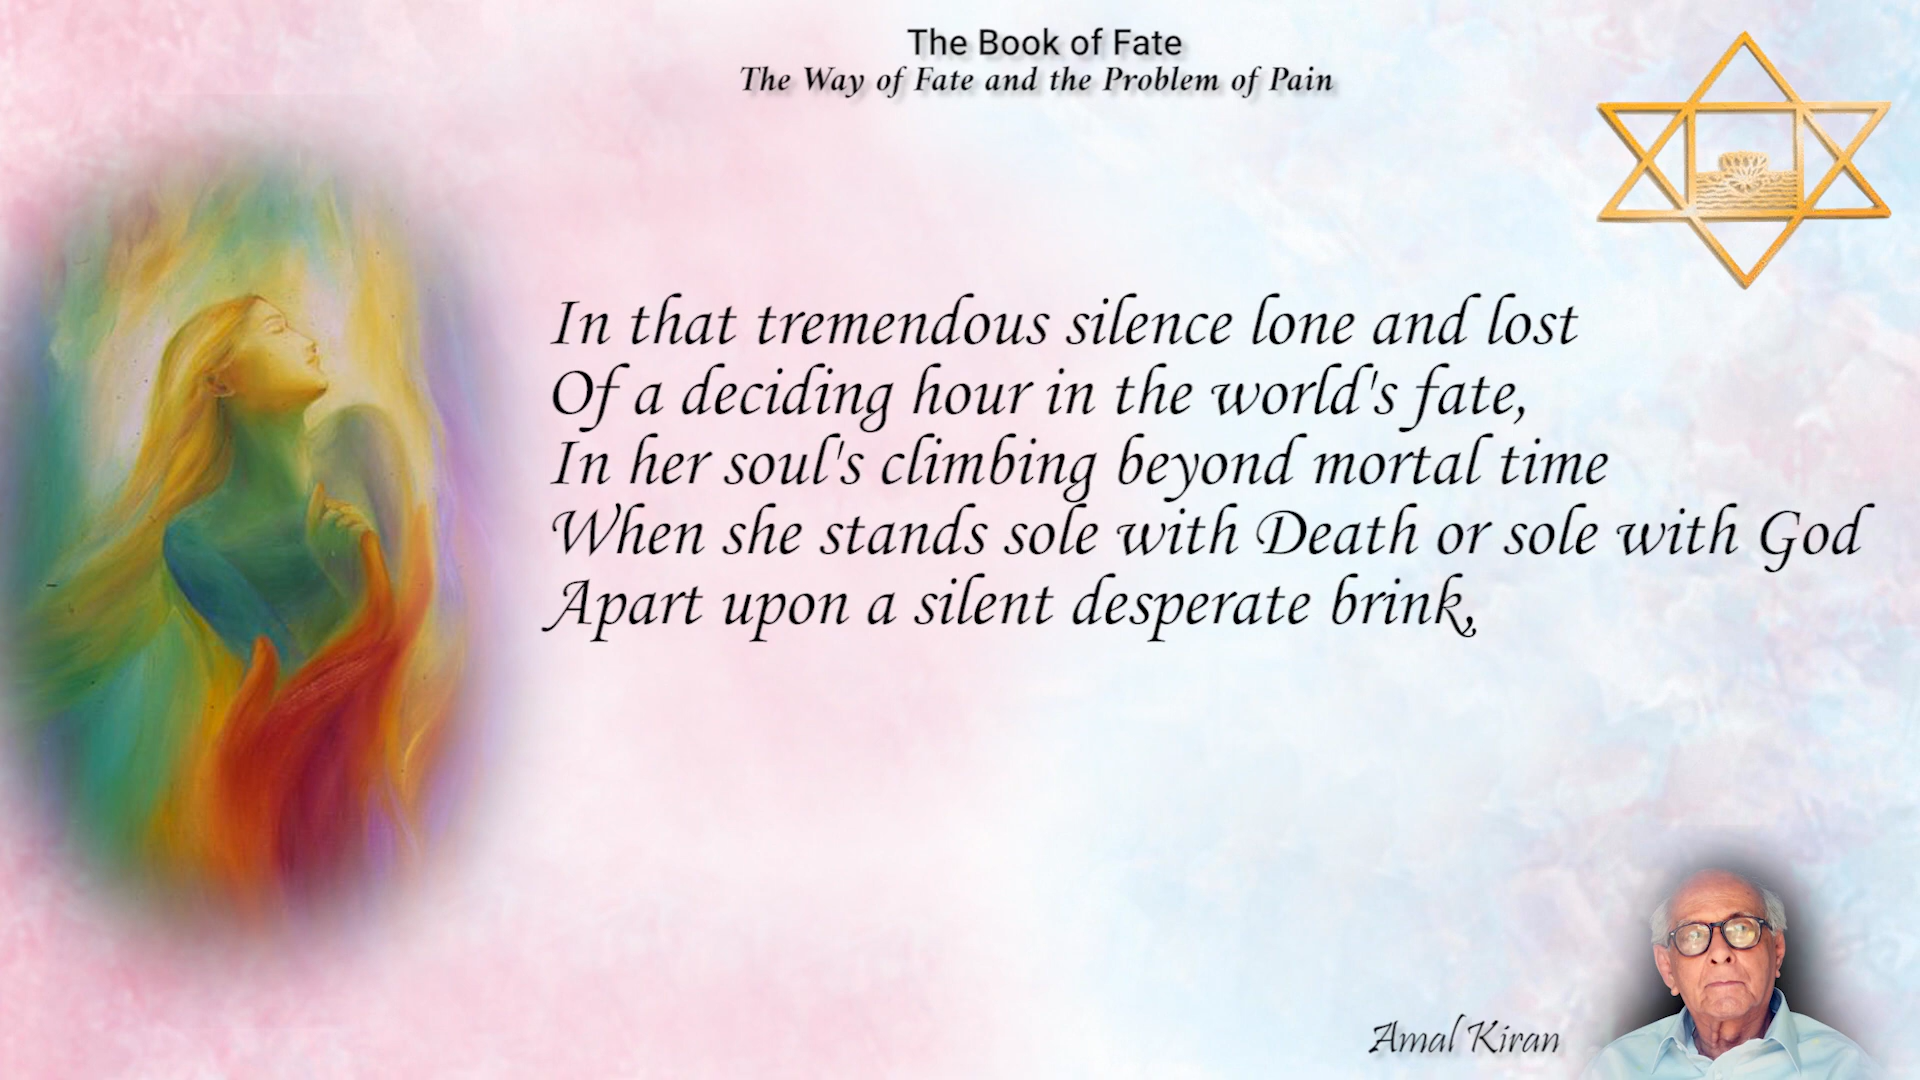 The Book of Fate
The Way of Fate and the Problem of Pain
In that tremendous silence lone and lost
Of a deciding hour in the world's fate,
In her soul's climbing beyond mortal time
When she stands sole with Death or sole with God
Apart upon a silent desperate brink,
Amal Kiran